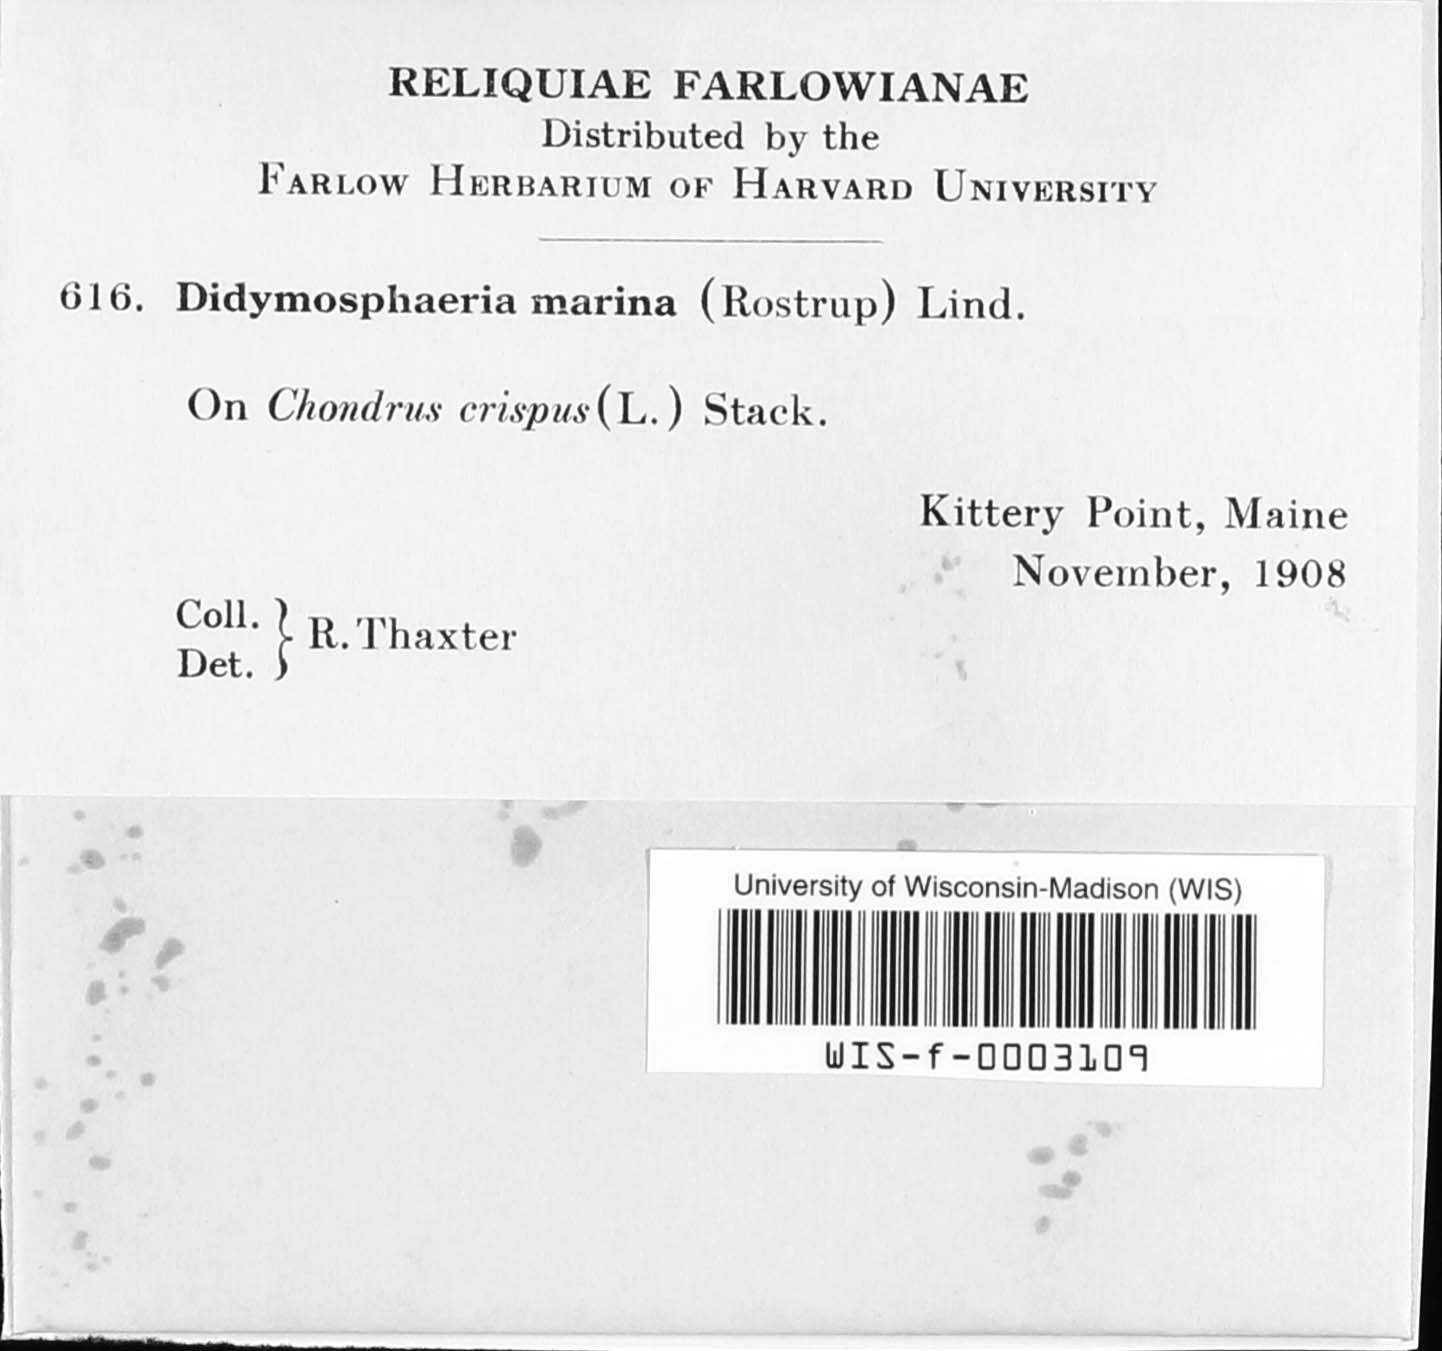 RELIQUIAE FARLOWIANAE
Distributed by the
FARLOW HERBARIUM OF HARVARD UNIVERSITY
616. Didymosphaeria marina (Rostrup) Lind.
On Chondrus crispus (L.) Stack.
Kittery Point, Maine
November, 1908
Coll.
Det. } R. Thaxter
University of Wisconsin-Madison (WIS)
WIS-f-0003109